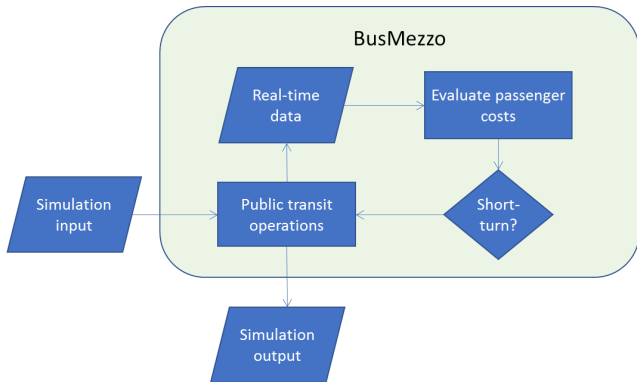 BusMezzo
Real-time
data
Evaluate passenger
costs
Simulation
input
Public transit
operations
Short-
turn?
Simulation
output